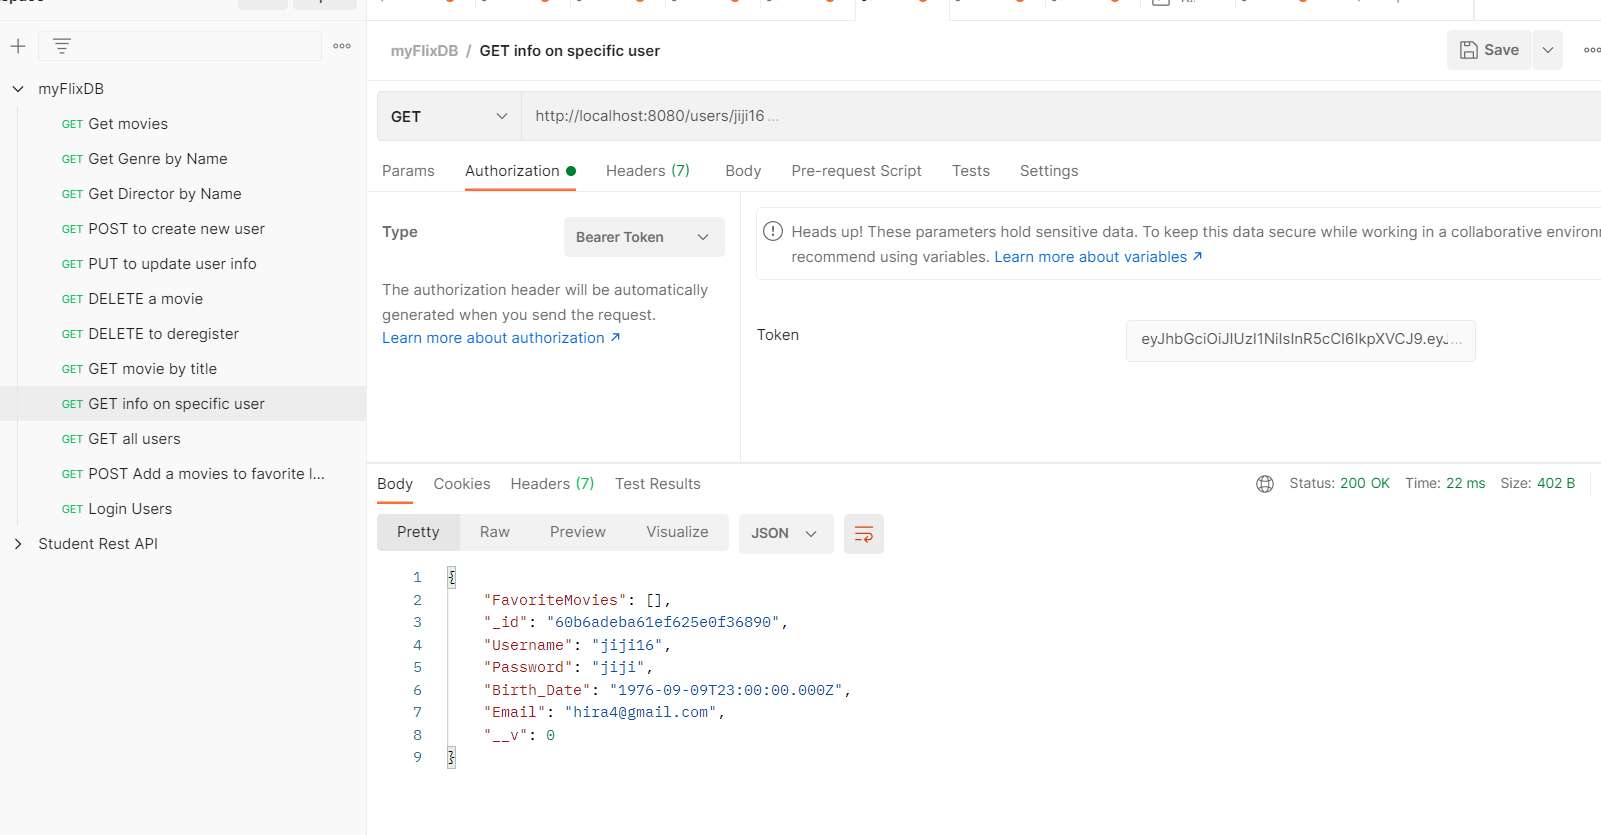 myFlixDB / GET info on specific user
Save
myFlixDB
GET Get movies
GET Get Genre by Name
GET Get Director by Name
GET POST to create new user
GET PUT to update user info
GET DELETE a movie
GET DELETE to deregister
GET GET movie by title
GET GET info on specific user
GET GET all users
GET POST Add a movies to favorite l...
GET Login Users
Student Rest API
GET
http://localhost:8080/users/jiji16 ...
Params Authorization Headers (7) Body Pre-request Script Tests Settings
Type
Bearer Token
The authorization header will be automatically
generated when you send the request.
Learn more about authorization ↗
Heads up! These parameters hold sensitive data. To keep this data secure while working in a collaborative environ
recommend using variables. Learn more about variables ↗
Token
eyJhbGciOiJIUzI1NiIsInR5cCI6IkpXVCJ9.eyJ...
Body Cookies Headers (7) Test Results
Status: 200 OK Time: 22 ms Size: 402 B
Pretty Raw Preview Visualize JSON
1 {
2 "FavoriteMovies": [],
3 "_id": "60b6adeba61ef625e0f36890",
4 "Username": "jiji16",
5 "Password": "jiji",
6 "Birth_Date": "1976-09-09T23:00:00.000Z",
7 "Email": "hira4@gmail.com",
8 "__v": 0
9 }